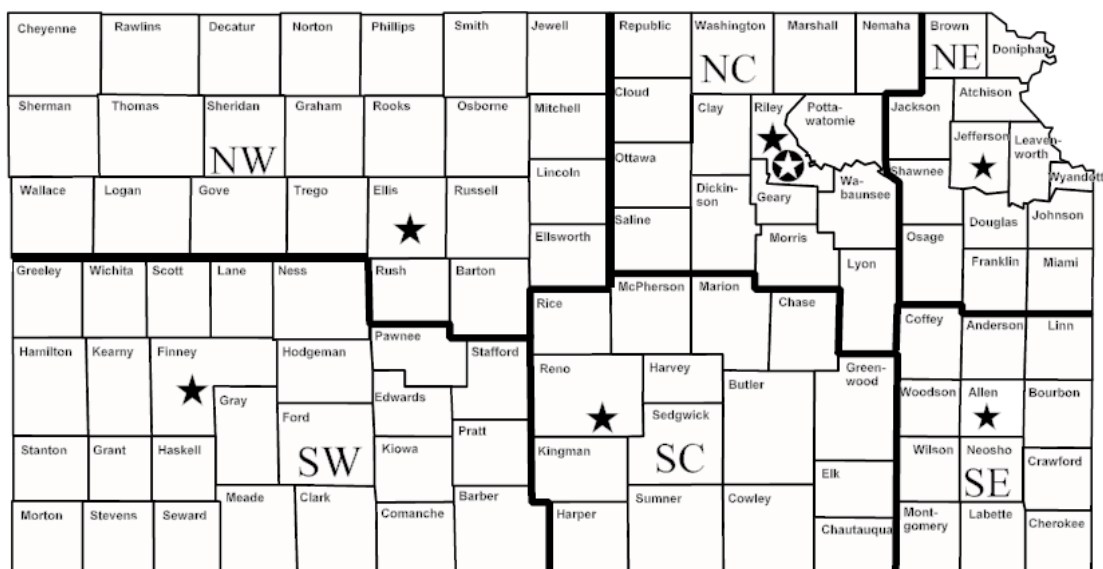 Cheyenne
Rawlins
Decatur
Norton
Phillips
Smith
Jewell
Republic
Washington
Marshall
Nemaha
Brown
Doniphan
NC
NE
Sherman
Thomas
Sheridan
Graham
Rooks
Osborne
Mitchell
Cloud
Clay
Riley
Potta-
watomie
Jackson
Atchison
NW
Jefferson
Leaven-
worth
Ottawa
Lincoln
Shawnee
Wyandott
Wallace
Logan
Gove
Trego
Ellis
Russell
Dickin-
son
Geary
Wa-
baunsee
Saline
Ellsworth
Morris
Osage
Douglas
Johnson
Greeley
Wichita
Scott
Lane
Ness
Rush
Barton
Lyon
Franklin
Miami
Rice
McPherson
Marion
Chase
Coffey
Anderson
Linn
Hamilton
Kearny
Finney
Hodgeman
Pawnee
Stafford
Reno
Harvey
Butler
Green-
wood
Woodson
Allen
Bourbon
Gray
Ford
Edwards
Sedgwick
Pratt
Stanton
Grant
Haskell
SW
Kiowa
Kingman
SC
Elk
Wilson
Neosho
Crawford
SE
Morton
Stevens
Seward
Meade
Clark
Comanche
Barber
Harper
Sumner
Cowley
Chautauqua
Mont-
gomery
Labette
Cherokee